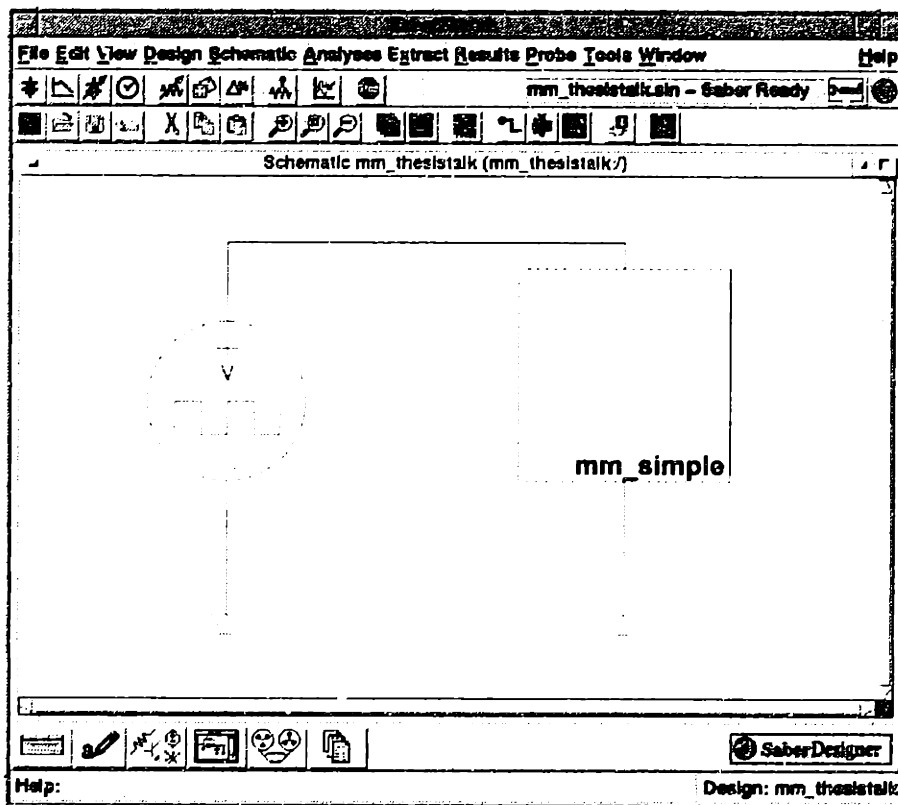 File Edit View Design Schematic Analyses Extract Results Probe Tools Window Help
mm_thesistalk.sin - Saber Ready
Schematic mm_thesistalk (mm_thesistalk:/)
V
mm_simple
a
SaberDesigner
Help: Design: mm_thesistalk